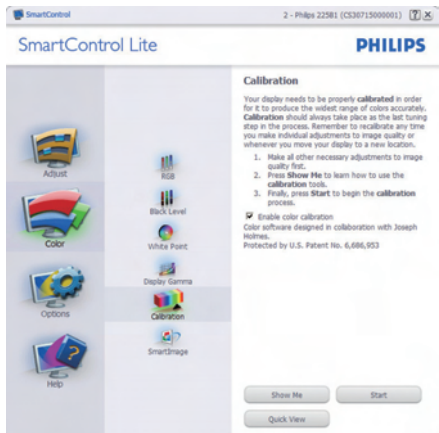 SmartControl
2 - Philips 225B1 (CS30715000001)
SmartControl Lite
PHILIPS
Adjust
Color
Options
Help
RGB
Black Level
White Point
Display Gamma
Calibration
SmartImage
Calibration
Your display needs to be properly calibrated in order
for it to produce the widest range of colors accurately.
Calibration should always take place as the last tuning
step in the process. Remember to recalibrate any time
you make individual adjustments to image quality or
whenever you move your display to a new location.
1. Make all other necessary adjustments to image
quality first.
2. Press Show Me to learn how to use the
calibration tools.
3. Finally, press Start to begin the calibration
process.
Enable color calibration
Color software designed in collaboration with Joseph
Holmes.
Protected by U.S. Patent No. 6,686,953
Show Me
Start
Quick View